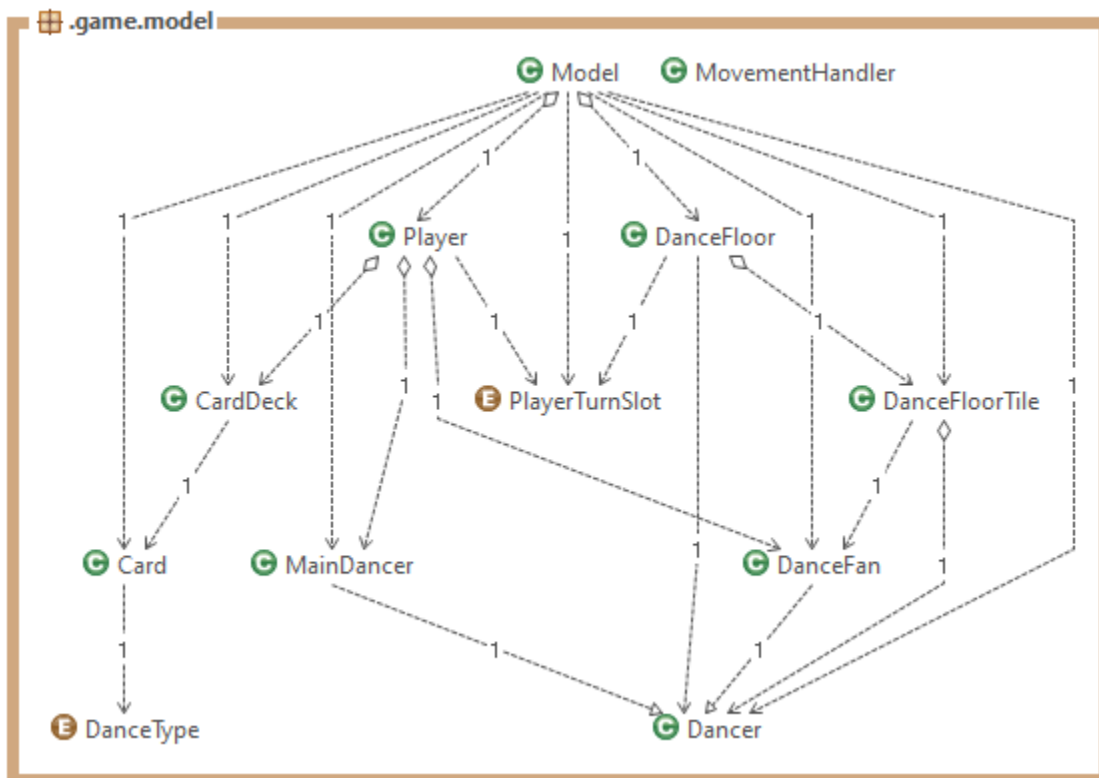 .game.model
C Model C MovementHandler
1 1
1 1 1 1 1 1
C Player 1 C DanceFloor
1 1 1 1
C CardDeck 1 1 E PlayerTurnSlot C DanceFloorTile 1
1 1
C Card C MainDancer 1 C DanceFan 1
1 1 1
E DanceType C Dancer